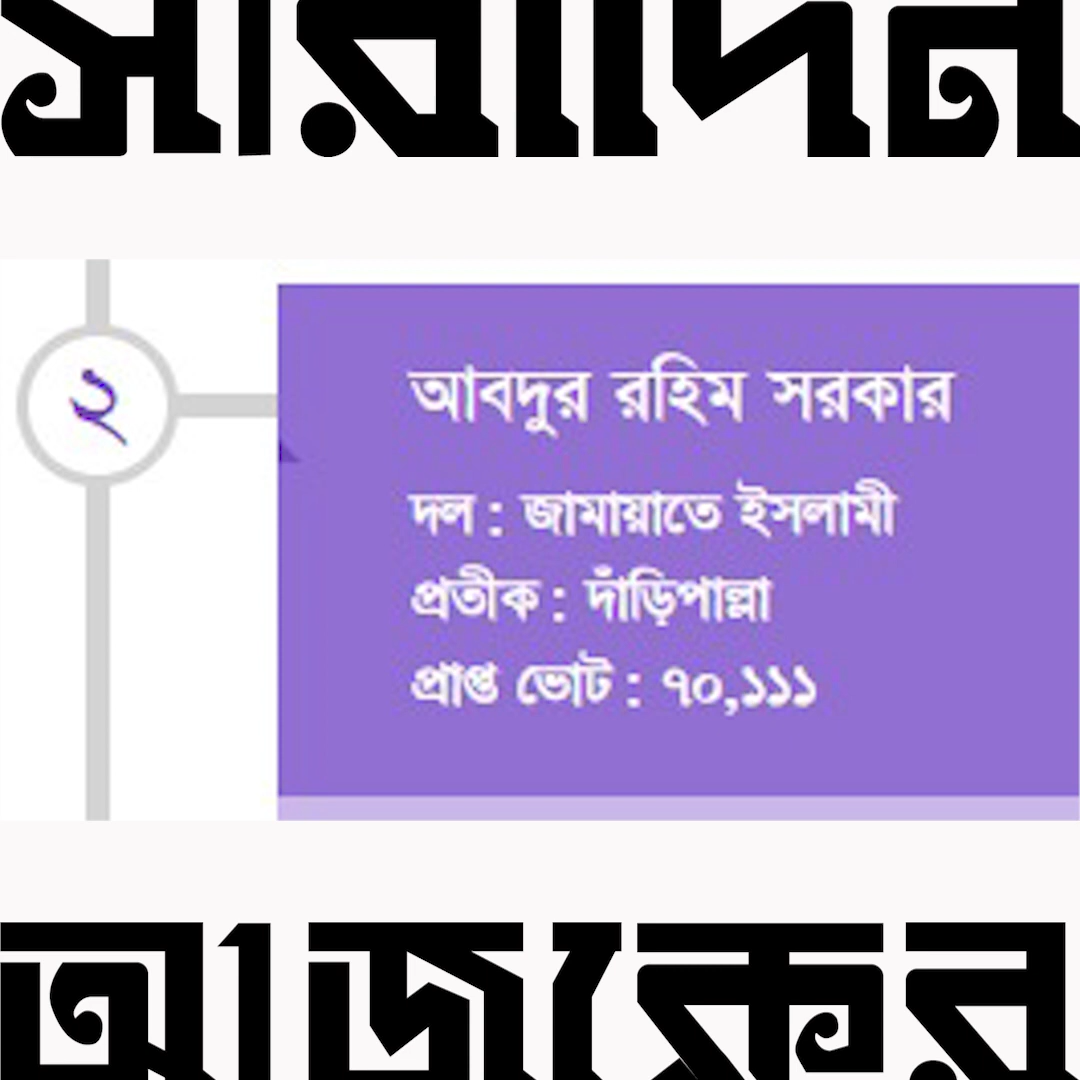 সারাদিন
২
আবদুর রহিম সরকার
দল : জামায়াতে ইসলামী
প্রতীক : দাঁড়িপাল্লা
প্রাপ্ত ভোট : ৭০,১১১
আজকের